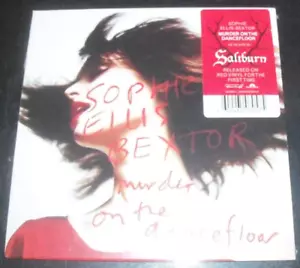 SOPHIE
ELLIS
BEXTOR
murder
on the
dancefloor
SOPHIE
ELLIS-BEXTOR
MURDER ON THE
DANCEFLOOR
Saltburn
RELEASED ON
RED VINYL FOR THE
FIRST TIME